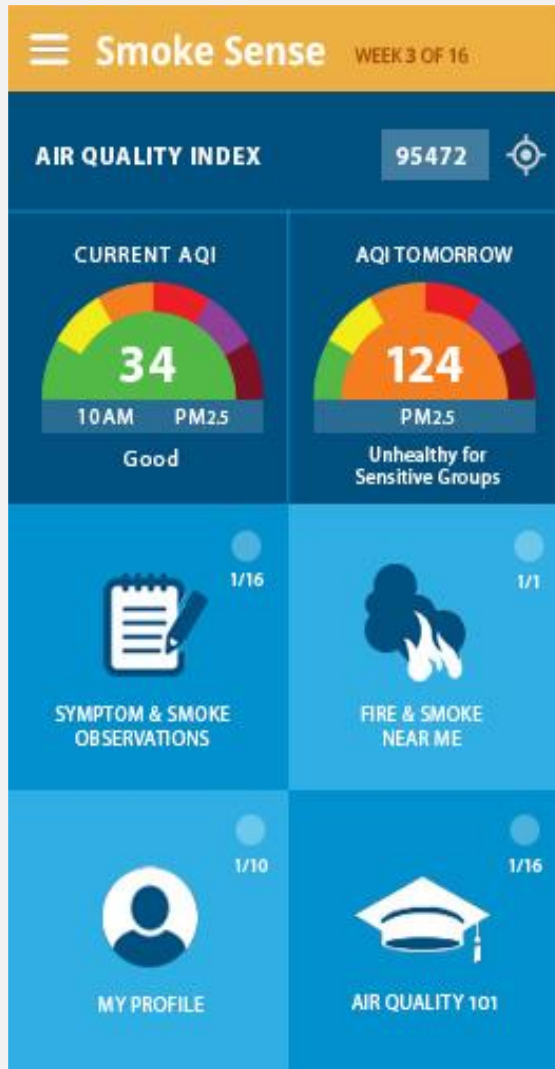 Smoke Sense WEEK 3 OF 16
AIR QUALITY INDEX 95472
CURRENT AQI
34
10 AM PM2.5
Good
AQI TOMORROW
124
PM2.5
Unhealthy for
Sensitive Groups
1/16
SYMPTOM & SMOKE
OBSERVATIONS
1/1
FIRE & SMOKE
NEAR ME
1/10
MY PROFILE
1/16
AIR QUALITY 101